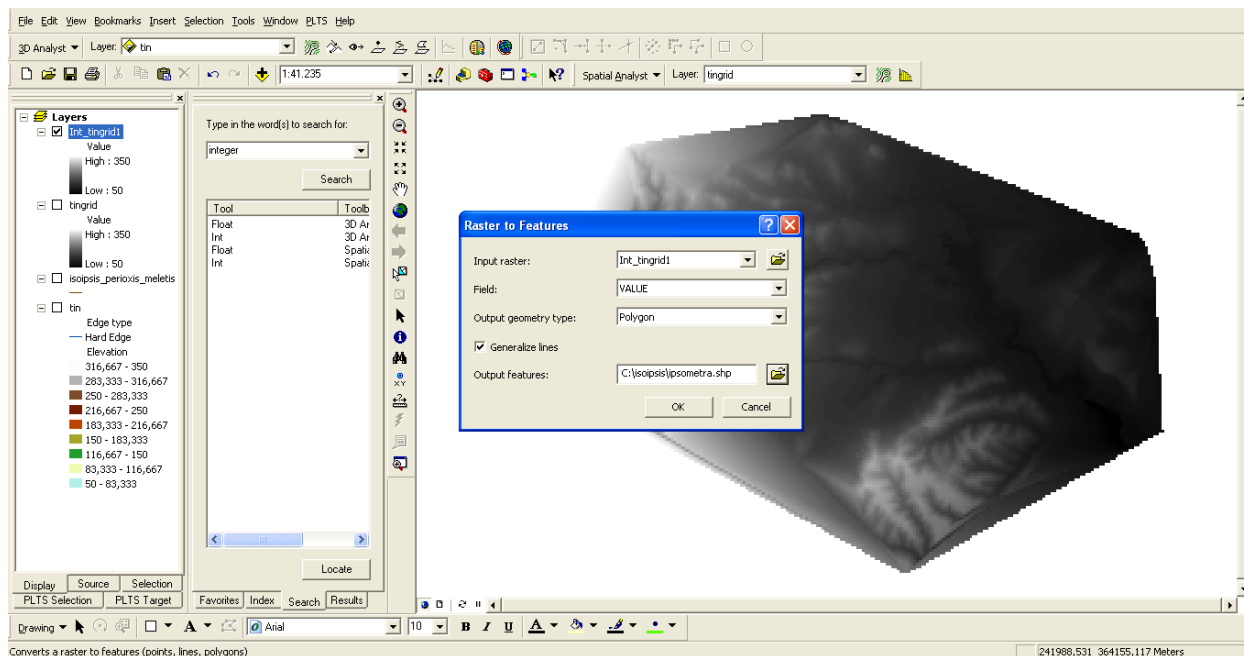 File Edit View Bookmarks Insert Selection Tools Window PLTS Help
3D Analyst Layer: tin
1:41.235 Spatial Analyst Layer: tingrid
Layers
Int_tingrid1
Value
High : 350
Low : 50
tingrid
Value
High : 350
Low : 50
isoipsis_perioxis_meletis
tin
Edge type
Hard Edge
Elevation
316,667 - 350
283,333 - 316,667
250 - 283,333
216,667 - 250
183,333 - 216,667
150 - 183,333
116,667 - 150
83,333 - 116,667
50 - 83,333
Display Source Selection
PLTS Selection PLTS Target
Type in the word(s) to search for:
integer
Search
Tool Toolb
Float 3D Ar
Int 3D Ar
Float Spatia
Int Spatia
Locate
Favorites Index Search Results
XY
Raster to Features
Input raster: Int_tingrid1
Field: VALUE
Output geometry type: Polygon
Generalize lines
Output features: C:\isoipsis\ipsometra.shp
OK Cancel
Drawing A Arial 10 B I U A
Converts a raster to features (points, lines, polygons) 241988,531 364155,117 Meters